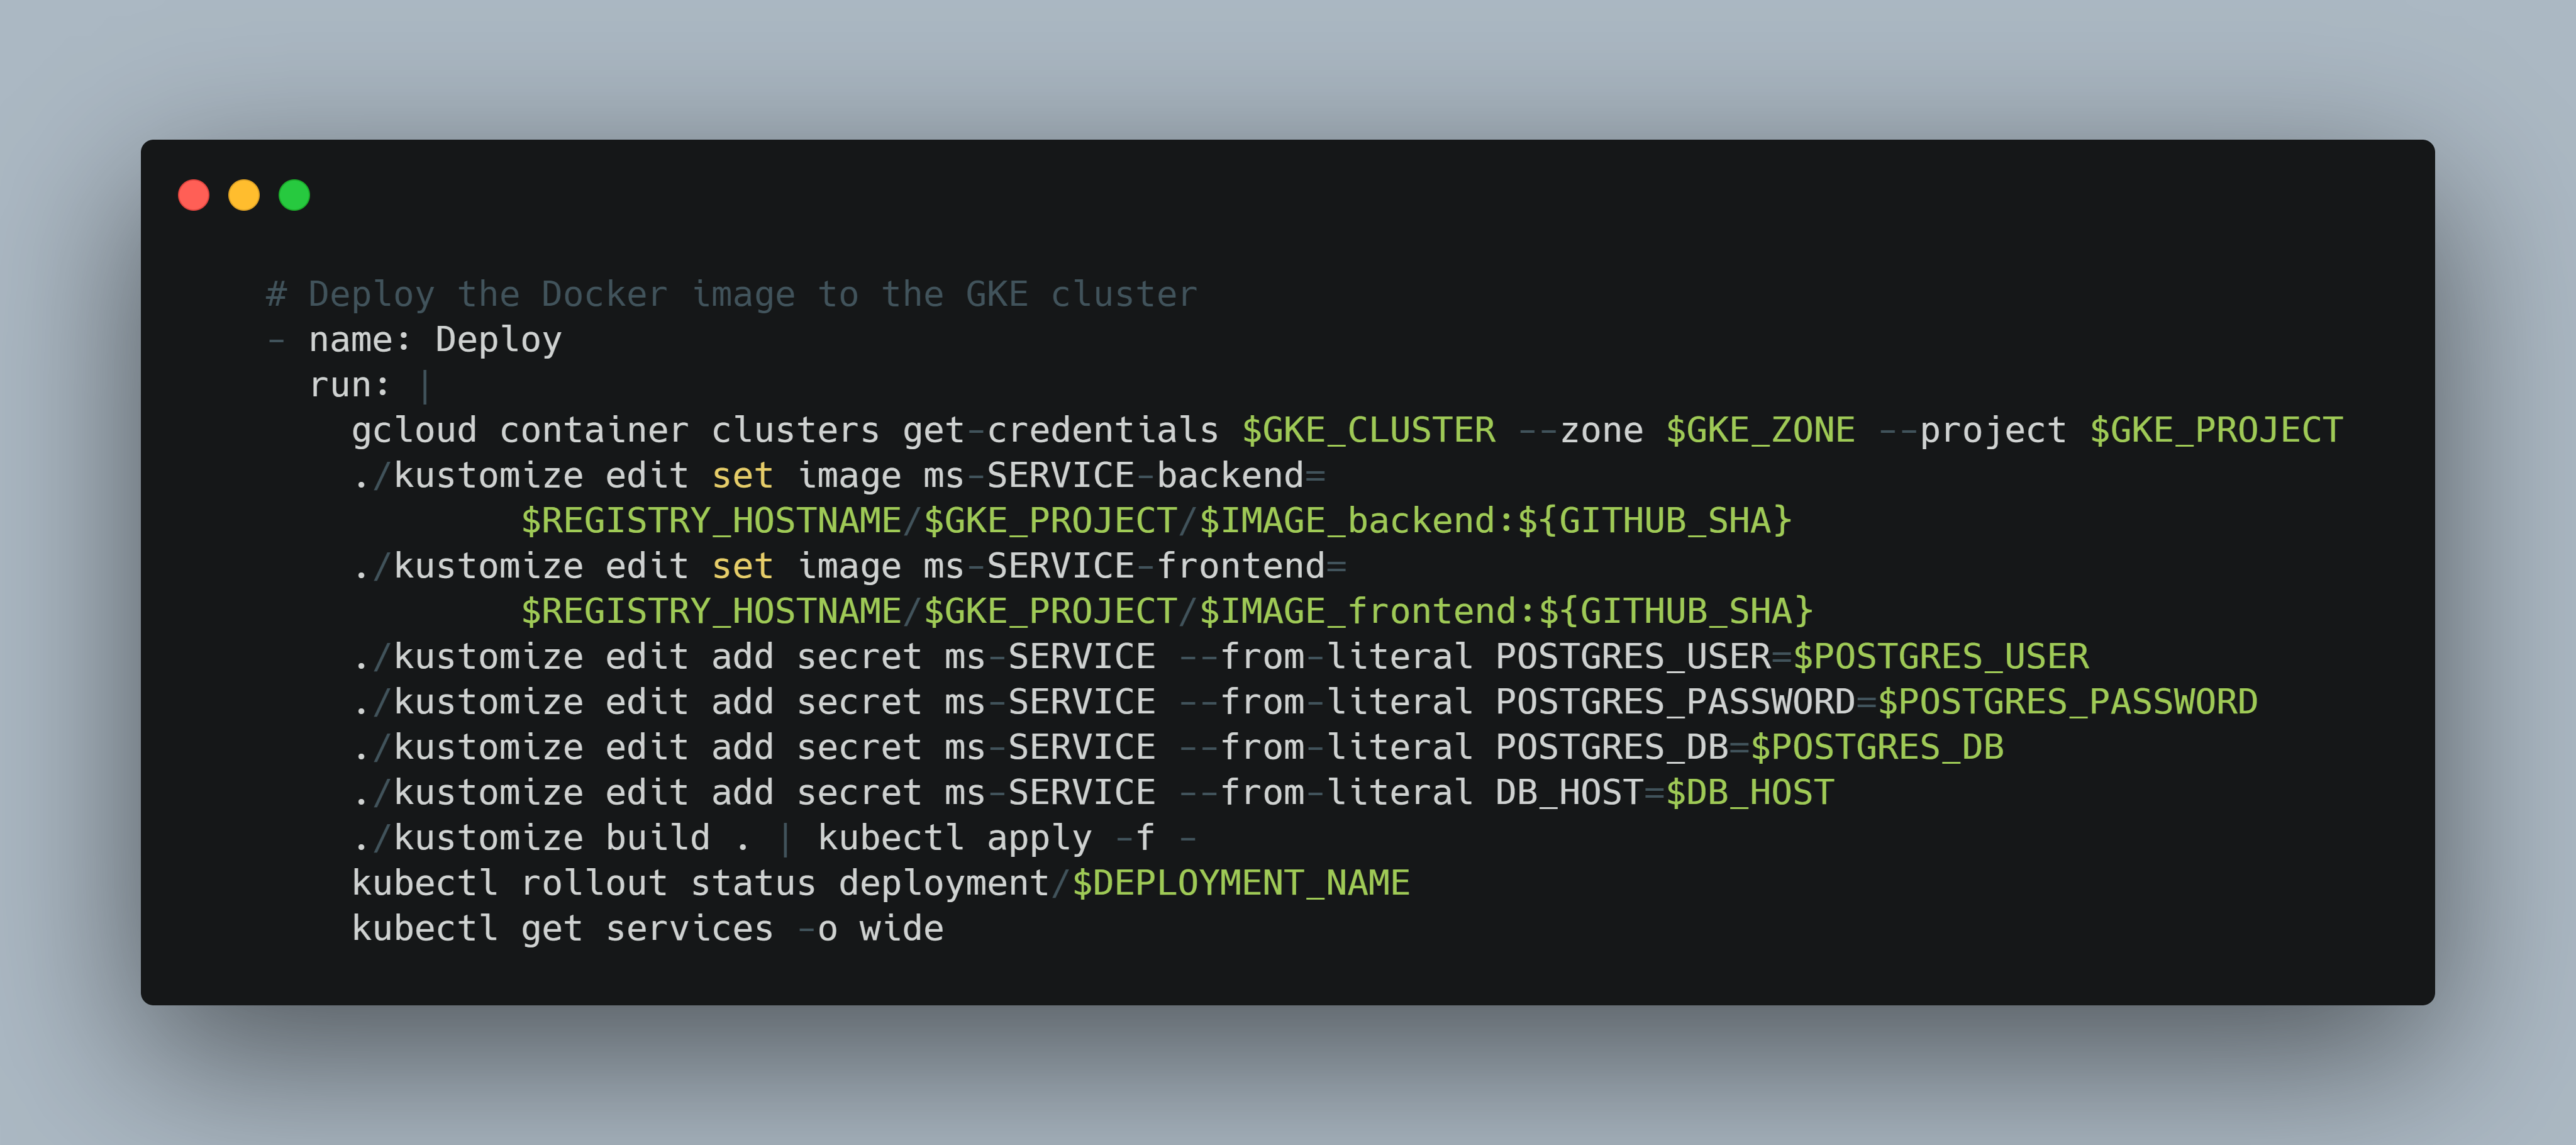 # Deploy the Docker image to the GKE cluster
- name: Deploy
  run: |
    gcloud container clusters get-credentials $GKE_CLUSTER --zone $GKE_ZONE --project $GKE_PROJECT
    ./kustomize edit set image ms-SERVICE-backend=
            $REGISTRY_HOSTNAME/$GKE_PROJECT/$IMAGE_backend:${GITHUB_SHA}
    ./kustomize edit set image ms-SERVICE-frontend=
            $REGISTRY_HOSTNAME/$GKE_PROJECT/$IMAGE_frontend:${GITHUB_SHA}
    ./kustomize edit add secret ms-SERVICE --from-literal POSTGRES_USER=$POSTGRES_USER
    ./kustomize edit add secret ms-SERVICE --from-literal POSTGRES_PASSWORD=$POSTGRES_PASSWORD
    ./kustomize edit add secret ms-SERVICE --from-literal POSTGRES_DB=$POSTGRES_DB
    ./kustomize edit add secret ms-SERVICE --from-literal DB_HOST=$DB_HOST
    ./kustomize build . | kubectl apply -f -
    kubectl rollout status deployment/$DEPLOYMENT_NAME
    kubectl get services -o wide